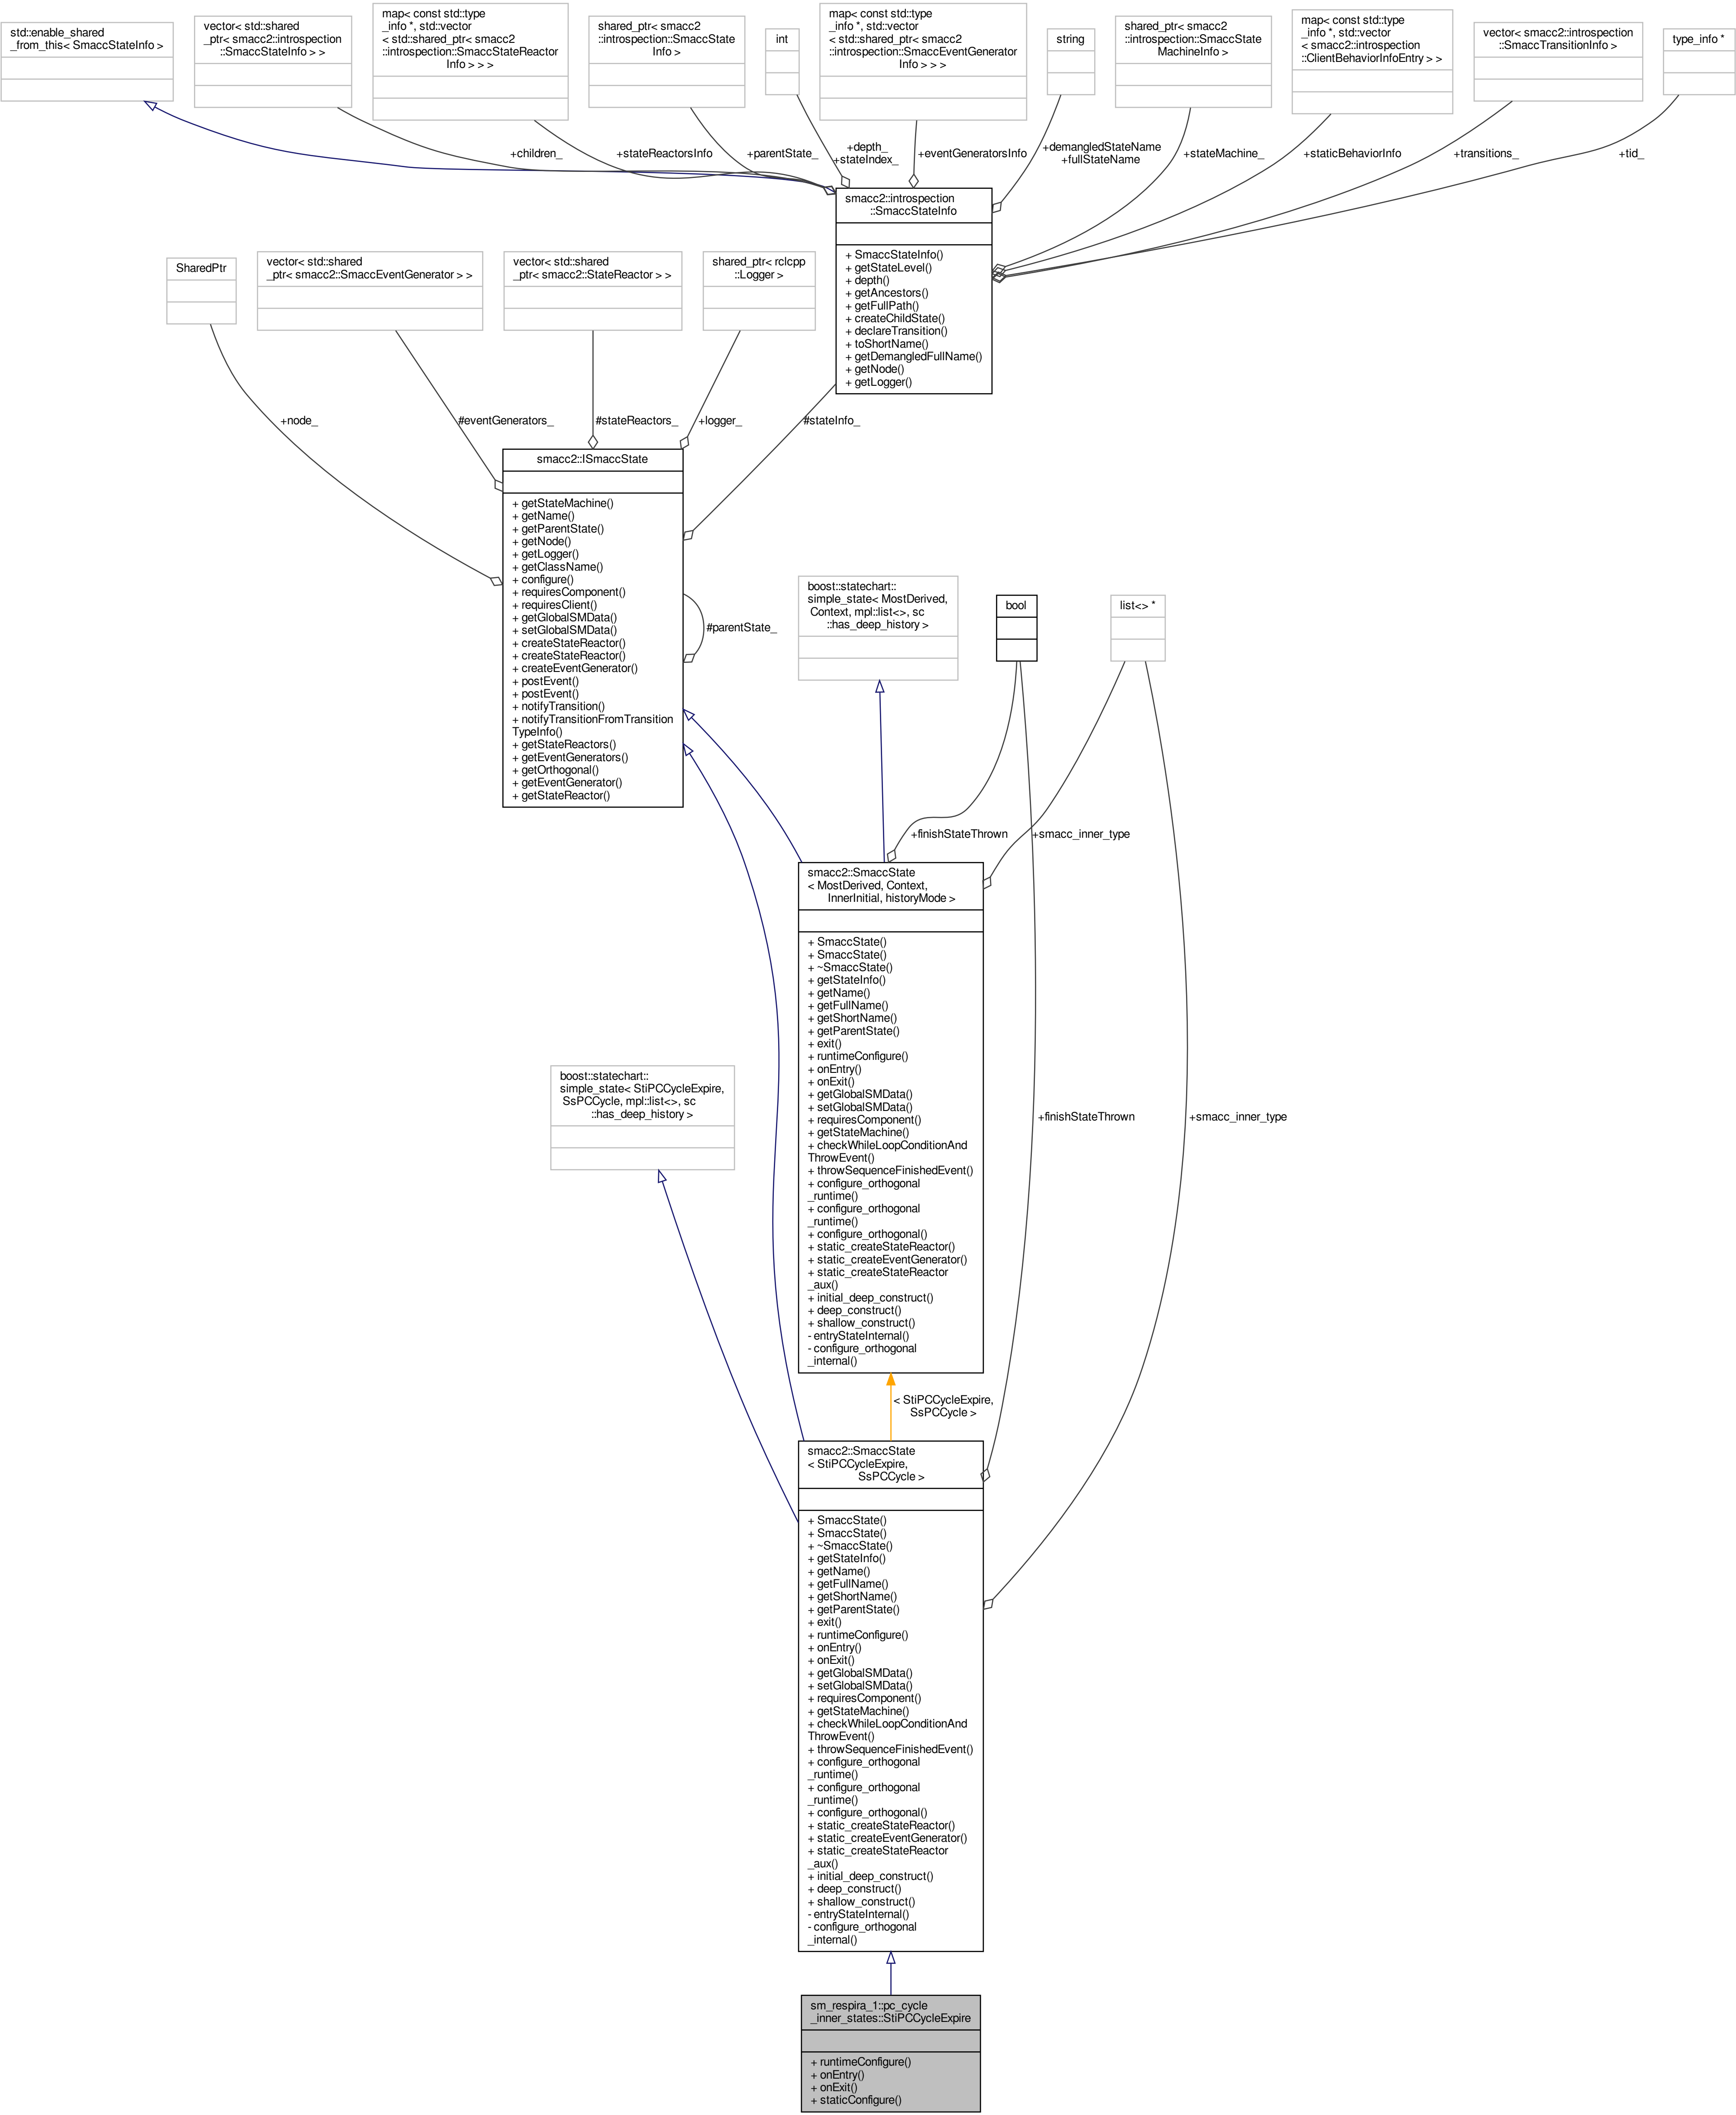 std::enable_shared
_from_this< SmaccStateInfo >
vector< std::shared
_ptr< smacc2::introspection
::SmaccStateInfo > >
map< const std::type
_info *, std::vector
< std::shared_ptr< smacc2
::introspection::SmaccStateReactor
Info > > >
shared_ptr< smacc2
::introspection::SmaccState
Info >
int
map< const std::type
_info *, std::vector
< std::shared_ptr< smacc2
::introspection::SmaccEventGenerator
Info > > >
string
shared_ptr< smacc2
::introspection::SmaccState
MachineInfo >
map< const std::type
_info *, std::vector
< smacc2::introspection
::ClientBehaviorInfoEntry > >
vector< smacc2::introspection
::SmaccTransitionInfo >
type_info *
+children_
+stateReactorsInfo
+parentState_
+depth_
+stateIndex_
+eventGeneratorsInfo
+demangledStateName
+fullStateName
+stateMachine_
+staticBehaviorInfo
+transitions_
+tid_
smacc2::introspection
::SmaccStateInfo
+ SmaccStateInfo()
+ getStateLevel()
+ depth()
+ getAncestors()
+ getFullPath()
+ createChildState()
+ declareTransition()
+ toShortName()
+ getDemangledFullName()
+ getNode()
+ getLogger()
SharedPtr
vector< std::shared
_ptr< smacc2::SmaccEventGenerator > >
vector< std::shared
_ptr< smacc2::StateReactor > >
shared_ptr< rclcpp
::Logger >
+node_
#eventGenerators_
#stateReactors_
+logger_
#stateInfo_
smacc2::ISmaccState
+ getStateMachine()
+ getName()
+ getParentState()
+ getNode()
+ getLogger()
+ getClassName()
+ configure()
+ requiresComponent()
+ requiresClient()
+ getGlobalSMData()
+ setGlobalSMData()
+ createStateReactor()
+ createStateReactor()
+ createEventGenerator()
+ postEvent()
+ postEvent()
+ notifyTransition()
+ notifyTransitionFromTransition
TypeInfo()
+ getStateReactors()
+ getEventGenerators()
+ getOrthogonal()
+ getEventGenerator()
+ getStateReactor()
#parentState_
boost::statechart::
simple_state< MostDerived,
Context, mpl::list<>, sc
::has_deep_history >
bool
list<> *
+finishStateThrown
+smacc_inner_type
smacc2::SmaccState
< MostDerived, Context,
InnerInitial, historyMode >
+ SmaccState()
+ SmaccState()
+ ~SmaccState()
+ getStateInfo()
+ getName()
+ getFullName()
+ getShortName()
+ getParentState()
+ exit()
+ runtimeConfigure()
+ onEntry()
+ onExit()
+ getGlobalSMData()
+ setGlobalSMData()
+ requiresComponent()
+ getStateMachine()
+ checkWhileLoopConditionAnd
ThrowEvent()
+ throwSequenceFinishedEvent()
+ configure_orthogonal
_runtime()
+ configure_orthogonal
_runtime()
+ configure_orthogonal()
+ static_createStateReactor()
+ static_createEventGenerator()
+ static_createStateReactor
_aux()
+ initial_deep_construct()
+ deep_construct()
+ shallow_construct()
- entryStateInternal()
- configure_orthogonal
_internal()
boost::statechart::
simple_state< StiPCCycleExpire,
SsPCCycle, mpl::list<>, sc
::has_deep_history >
+finishStateThrown
+smacc_inner_type
< StiPCCycleExpire,
SsPCCycle >
smacc2::SmaccState
< StiPCCycleExpire,
SsPCCycle >
+ SmaccState()
+ SmaccState()
+ ~SmaccState()
+ getStateInfo()
+ getName()
+ getFullName()
+ getShortName()
+ getParentState()
+ exit()
+ runtimeConfigure()
+ onEntry()
+ onExit()
+ getGlobalSMData()
+ setGlobalSMData()
+ requiresComponent()
+ getStateMachine()
+ checkWhileLoopConditionAnd
ThrowEvent()
+ throwSequenceFinishedEvent()
+ configure_orthogonal
_runtime()
+ configure_orthogonal
_runtime()
+ configure_orthogonal()
+ static_createStateReactor()
+ static_createEventGenerator()
+ static_createStateReactor
_aux()
+ initial_deep_construct()
+ deep_construct()
+ shallow_construct()
- entryStateInternal()
- configure_orthogonal
_internal()
sm_respira_1::pc_cycle
_inner_states::StiPCCycleExpire
+ runtimeConfigure()
+ onEntry()
+ onExit()
+ staticConfigure()